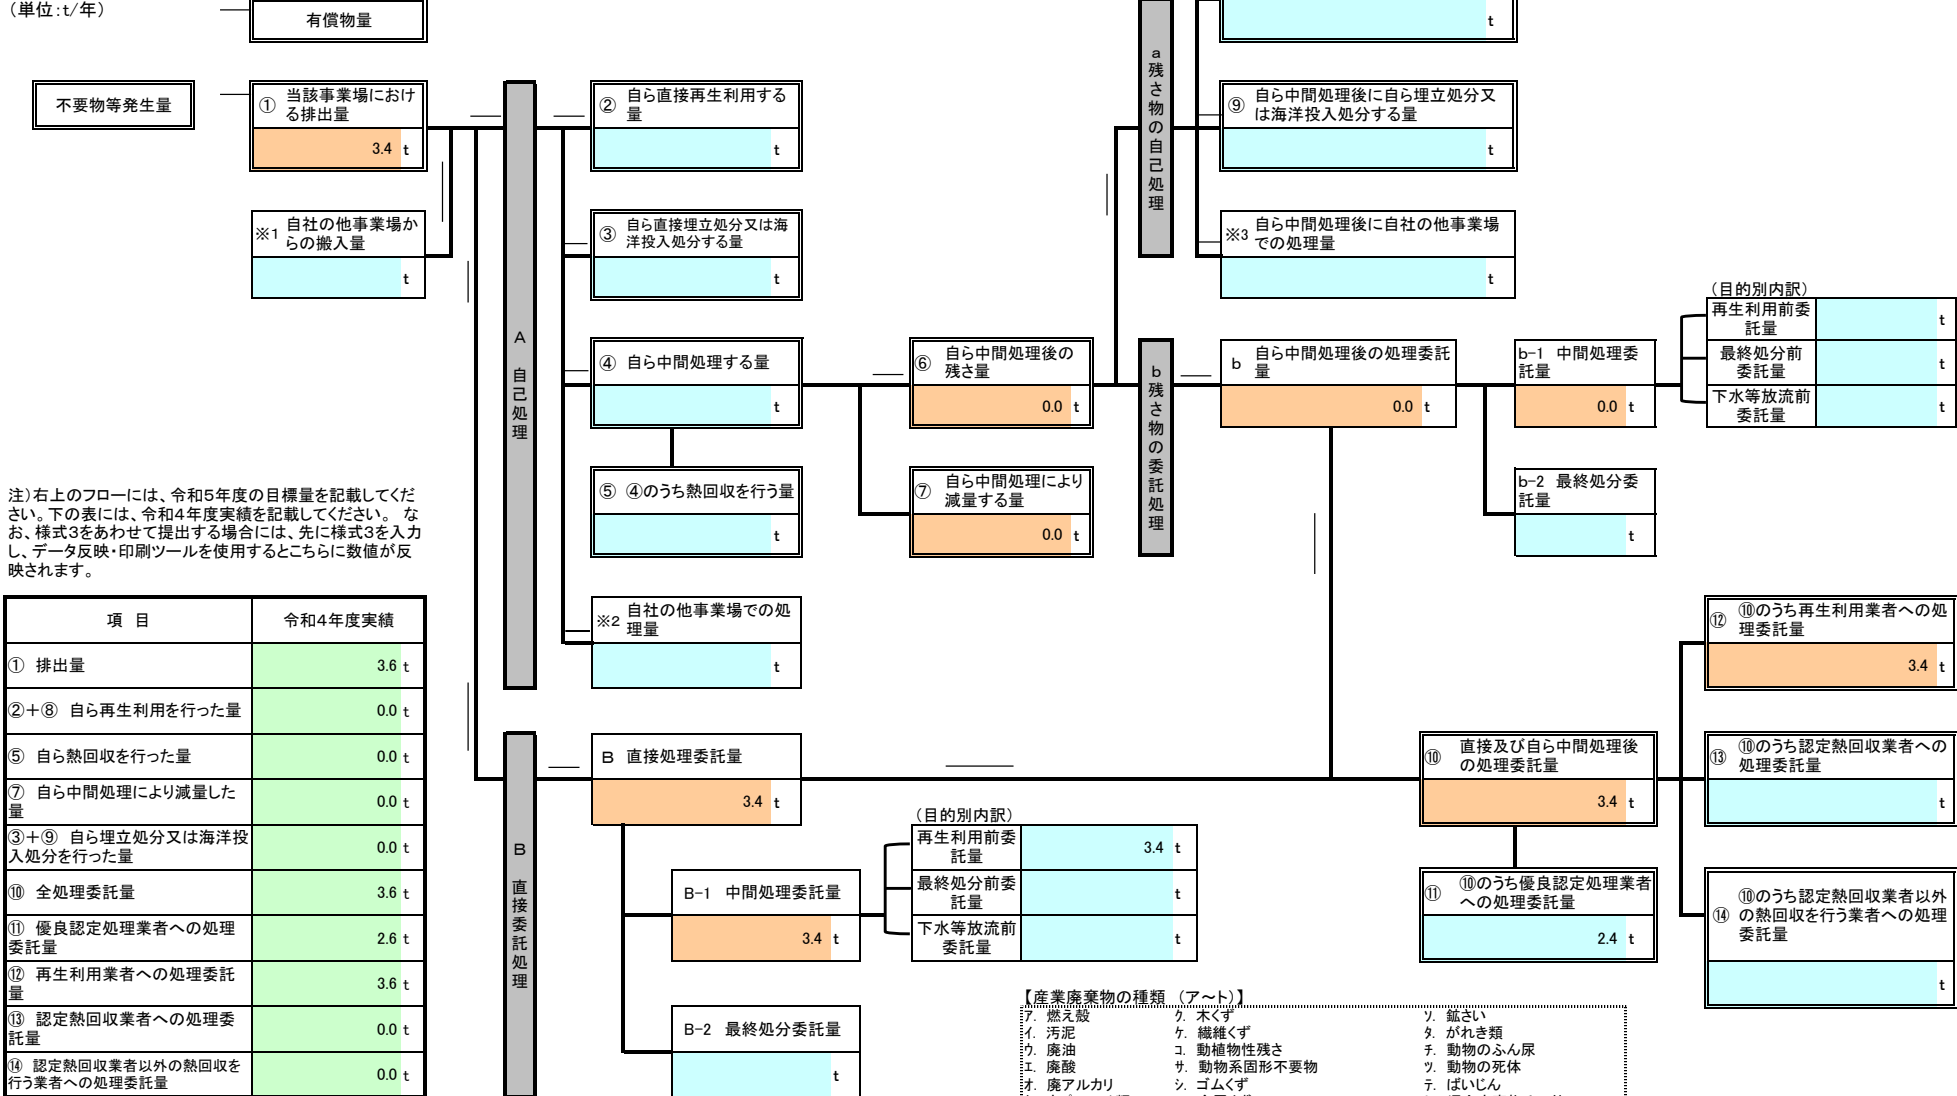 （単位：t/年）
有償物量
t
不要物等発生量
① 当該事業場におけ
る排出量
3.4 t
※1 自社の他事業場か
らの搬入量
t
A 自己処理
② 自ら直接再生利用する
量
t
③ 自ら直接埋立処分又は海
洋投入処分する量
t
④ 自ら中間処理する量
t
⑤ ④のうち熱回収を行う量
t
※2 自社の他事業場での処
理量
t
⑥ 自ら中間処理後の
残さ量
0.0 t
⑦ 自ら中間処理により
減量する量
0.0 t
a 残さ物の自己処理
⑨ 自ら中間処理後に自ら埋立処分又
は海洋投入処分する量
t
※3 自ら中間処理後に自社の他事業場
での処理量
t
b 残さ物の委託処理
b 自ら中間処理後の処理委託
量
0.0 t
b-1 中間処理委
託量
0.0 t
b-2 最終処分委
託量
t
（目的別内訳）
再生利用前委
託量
t
最終処分前
委託量
t
下水等放流前
委託量
t
注）右上のフローには、令和５年度の目標量を記載してくだ
さい。下の表には、令和４年度実績を記載してください。 な
お、様式３をあわせて提出する場合には、先に様式３を入力
し、データ反映・印刷ツールを使用するとこちらに数値が反
映されます。
項 目 令和４年度実績
① 排出量 3.6 t
②＋⑧ 自ら再生利用を行った量 0.0 t
⑤ 自ら熱回収を行った量 0.0 t
⑦ 自ら中間処理により減量した
量 0.0 t
③＋⑨ 自ら埋立処分又は海洋投
入処分を行った量 0.0 t
⑩ 全処理委託量 3.6 t
⑪ 優良認定処理業者への処理
委託量 2.6 t
⑫ 再生利用業者への処理委託
量 3.6 t
⑬ 認定熱回収業者への処理委
託量 0.0 t
⑭ 認定熱回収業者以外の熱回収を
行う業者への処理委託量 0.0 t
B 直接委託処理
B 直接処理委託量
3.4 t
B-1 中間処理委託量
3.4 t
B-2 最終処分委託量
t
（目的別内訳）
再生利用前委
託量
3.4 t
最終処分前委
託量
t
下水等放流前
委託量
t
⑩ 直接及び自ら中間処理後
の処理委託量
3.4 t
⑪ ⑩のうち優良認定処理業者
への処理委託量
2.4 t
⑫ ⑩のうち再生利用業者への処
理委託量
3.4 t
⑬ ⑩のうち認定熱回収業者への
処理委託量
t
⑭ ⑩のうち認定熱回収業者以外
の熱回収を行う業者への処理
委託量
t
【産業廃棄物の種類 （ア～ト）】
ア. 燃え殻 ク. 木くず ソ. 鉱さい
イ. 汚泥 ケ. 繊維くず タ. がれき類
ウ. 廃油 コ. 動植物性残さ チ. 動物のふん尿
エ. 廃酸 サ. 動物系固形不要物 ツ. 動物の死体
オ. 廃アルカリ シ. ゴムくず テ. ばいじん